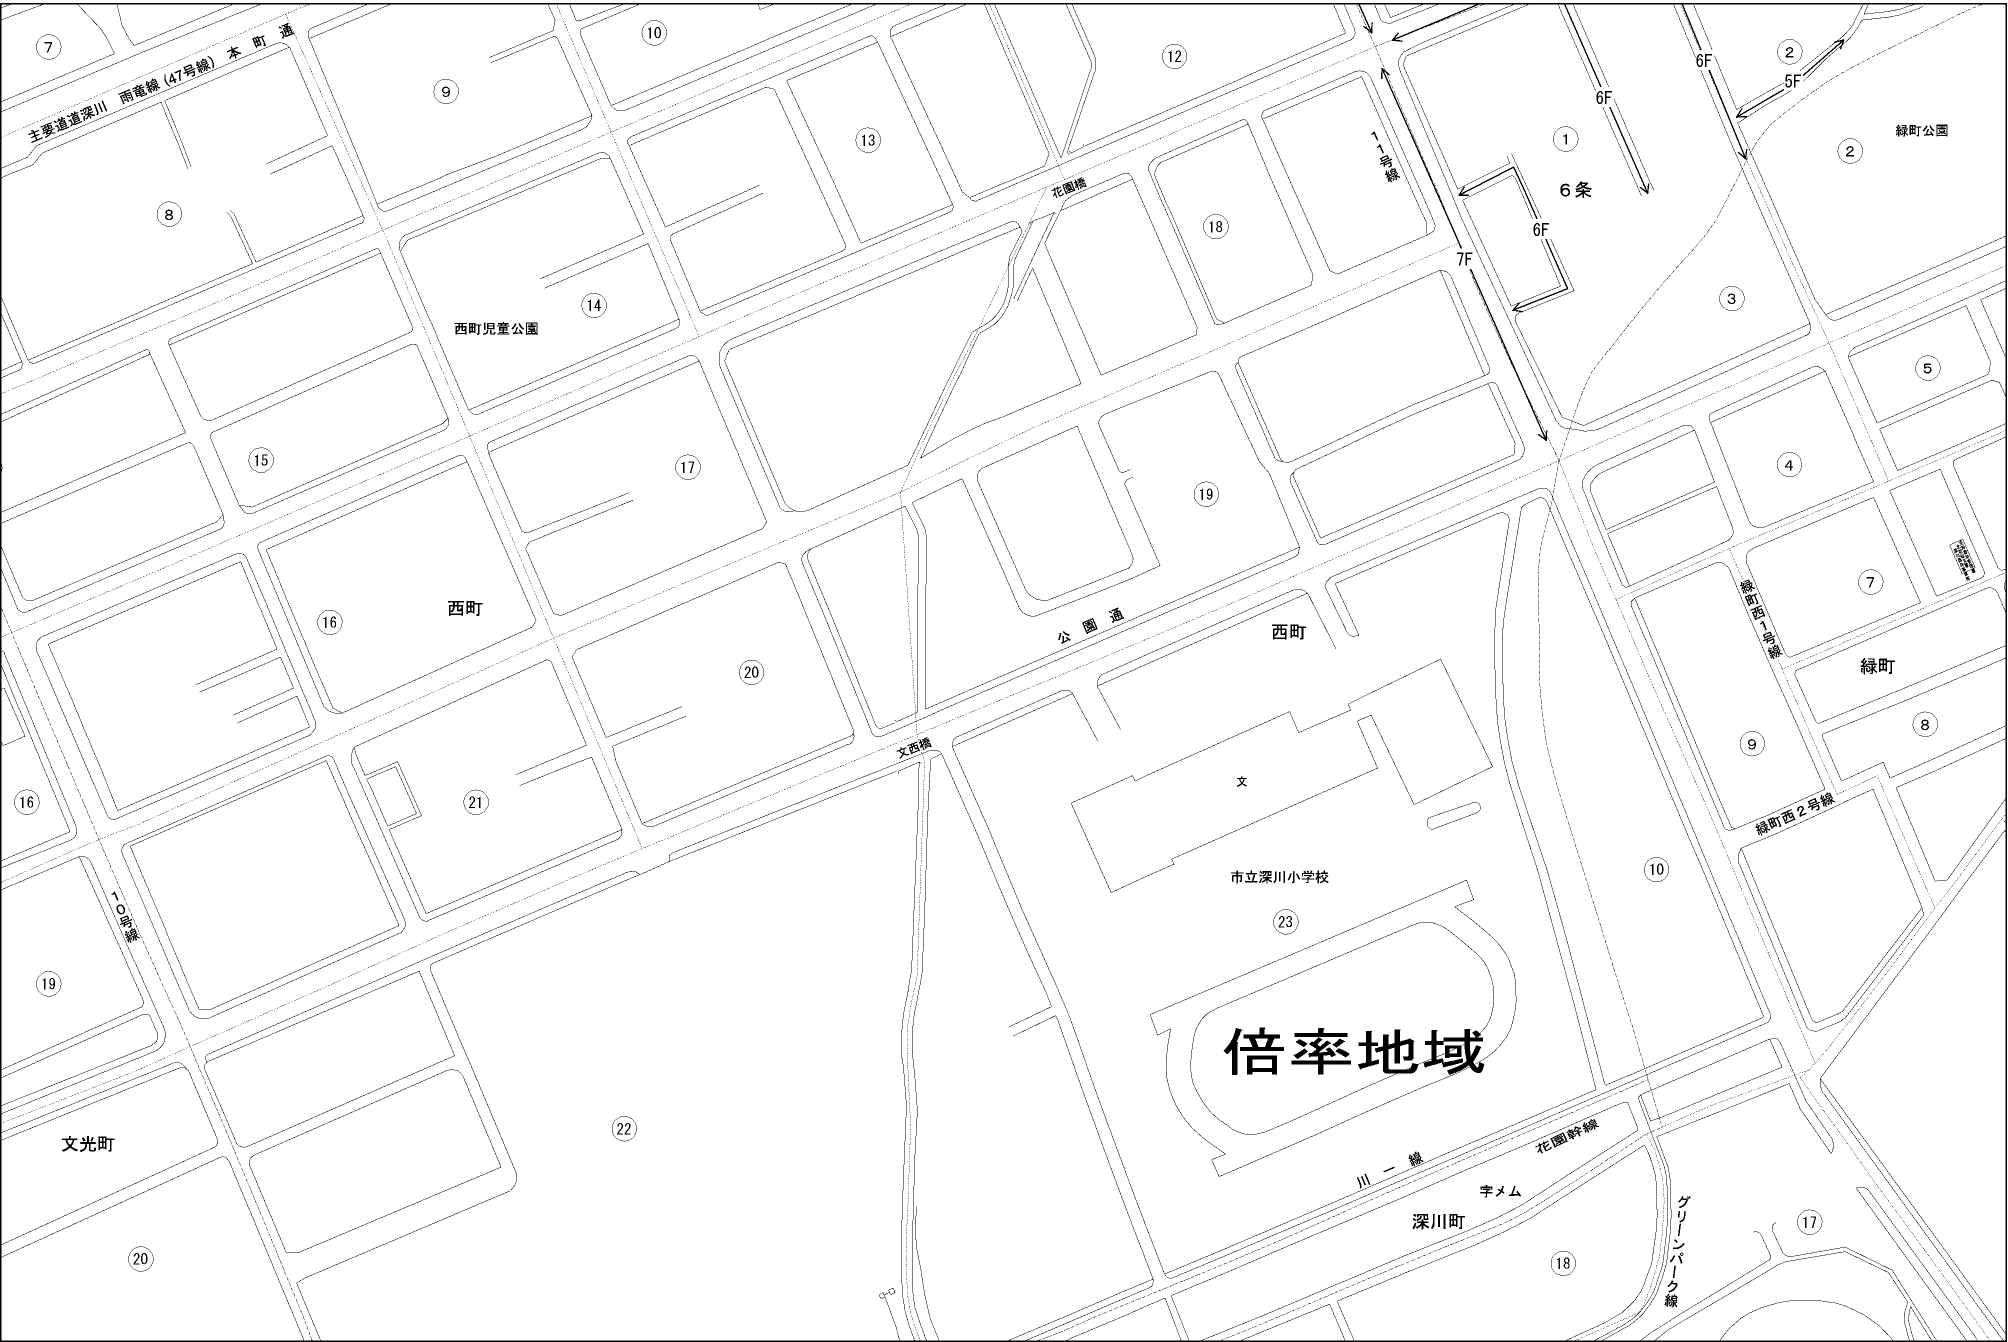 7
主要道道深川　雨竜線(47号線)　本町通
8
9
10
13
12
花園橋
18
11号線
7F
6F
1
6条
6F
6F
5F
2
2
緑町公園
3
14
西町児童公園
15
17
19
16
西町
20
公園通
西町
5
4
7
緑町西1号線
緑町
8
9
緑町西2号線
10
文西橋
21
16
10号線
19
文
市立深川小学校
23
倍率地域
22
文光町
20
川一線
花園幹線
字メム
深川町
18
グリーンパーク線
17